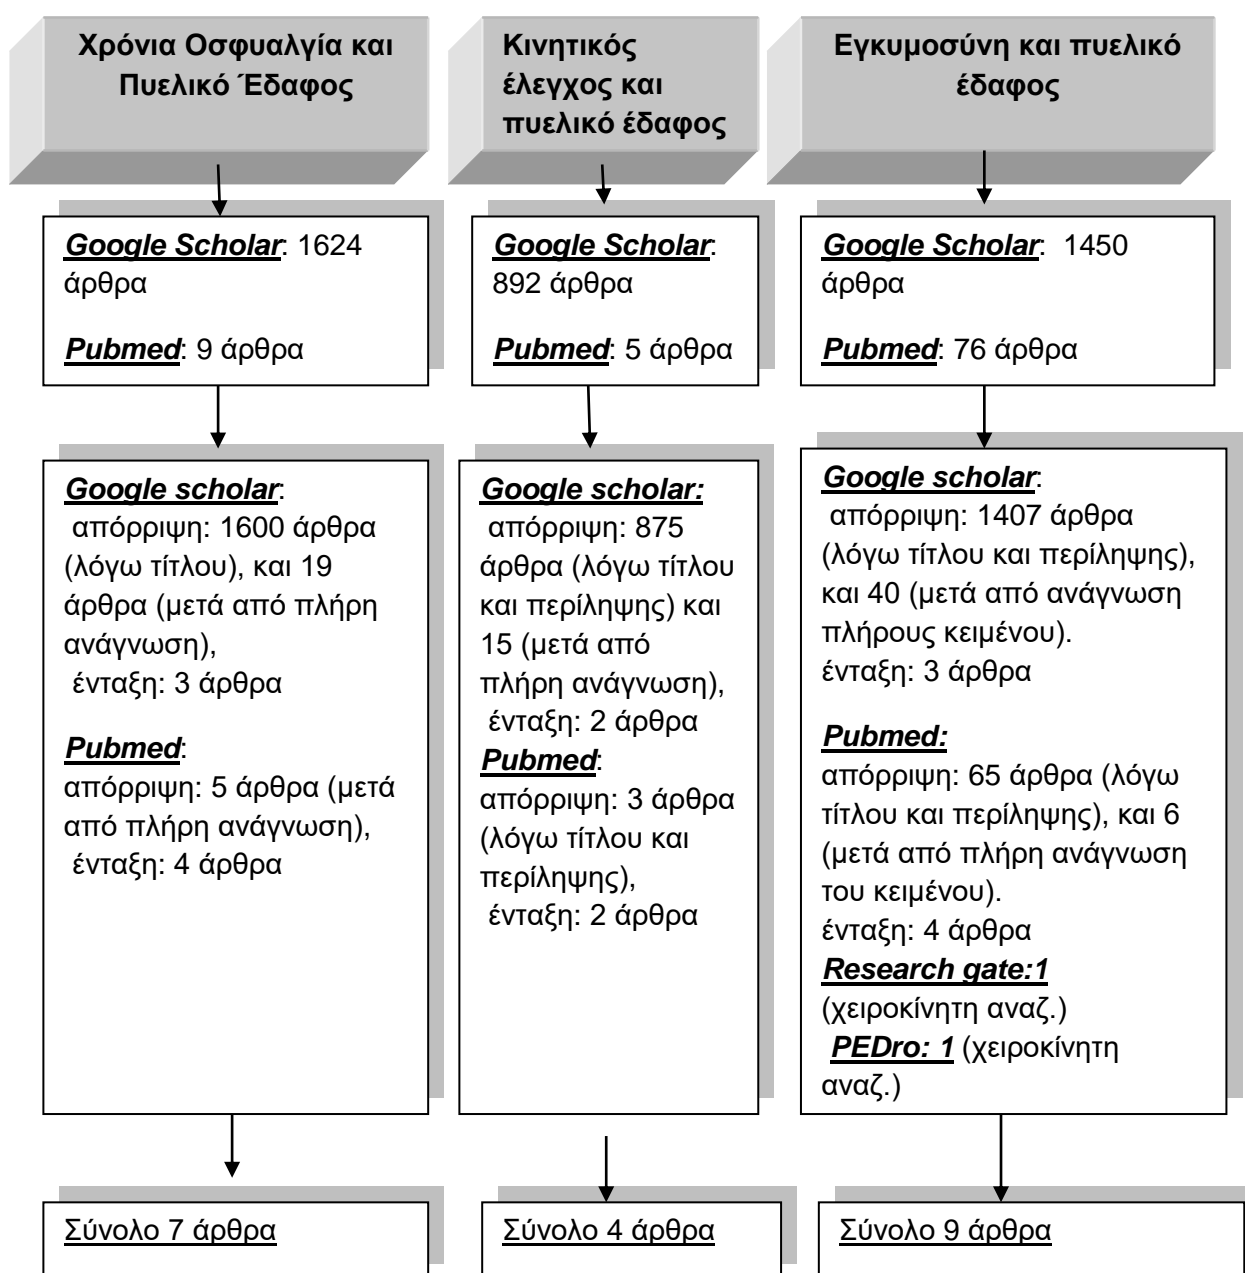 Χρόνια Οσφυαλγία και
Πυελικό Έδαφος
Κινητικός
έλεγχος και
πυελικό έδαφος
Εγκυμοσύνη και πυελικό
έδαφος
Google Scholar: 1624
άρθρα
Pubmed: 9 άρθρα
Google Scholar:
892 άρθρα
Pubmed: 5 άρθρα
Google Scholar: 1450
άρθρα
Pubmed: 76 άρθρα
Google scholar:
απόρριψη: 1600 άρθρα
(λόγω τίτλου), και 19
άρθρα (μετά από πλήρη
ανάγνωση),
ένταξη: 3 άρθρα
Pubmed:
απόρριψη: 5 άρθρα (μετά
από πλήρη ανάγνωση),
ένταξη: 4 άρθρα
Google scholar:
απόρριψη: 875
άρθρα (λόγω τίτλου
και περίληψης) και
15 (μετά από
πλήρη ανάγνωση),
ένταξη: 2 άρθρα
Pubmed:
απόρριψη: 3 άρθρα
(λόγω τίτλου και
περίληψης),
ένταξη: 2 άρθρα
Google scholar:
απόρριψη: 1407 άρθρα
(λόγω τίτλου και περίληψης),
και 40 (μετά από ανάγνωση
πλήρους κειμένου).
ένταξη: 3 άρθρα
Pubmed:
απόρριψη: 65 άρθρα (λόγω
τίτλου και περίληψης), και 6
(μετά από πλήρη ανάγνωση
του κειμένου).
ένταξη: 4 άρθρα
Research gate:1
(χειροκίνητη αναζ.)
PEDro: 1 (χειροκίνητη
αναζ.)
Σύνολο 7 άρθρα
Σύνολο 4 άρθρα
Σύνολο 9 άρθρα